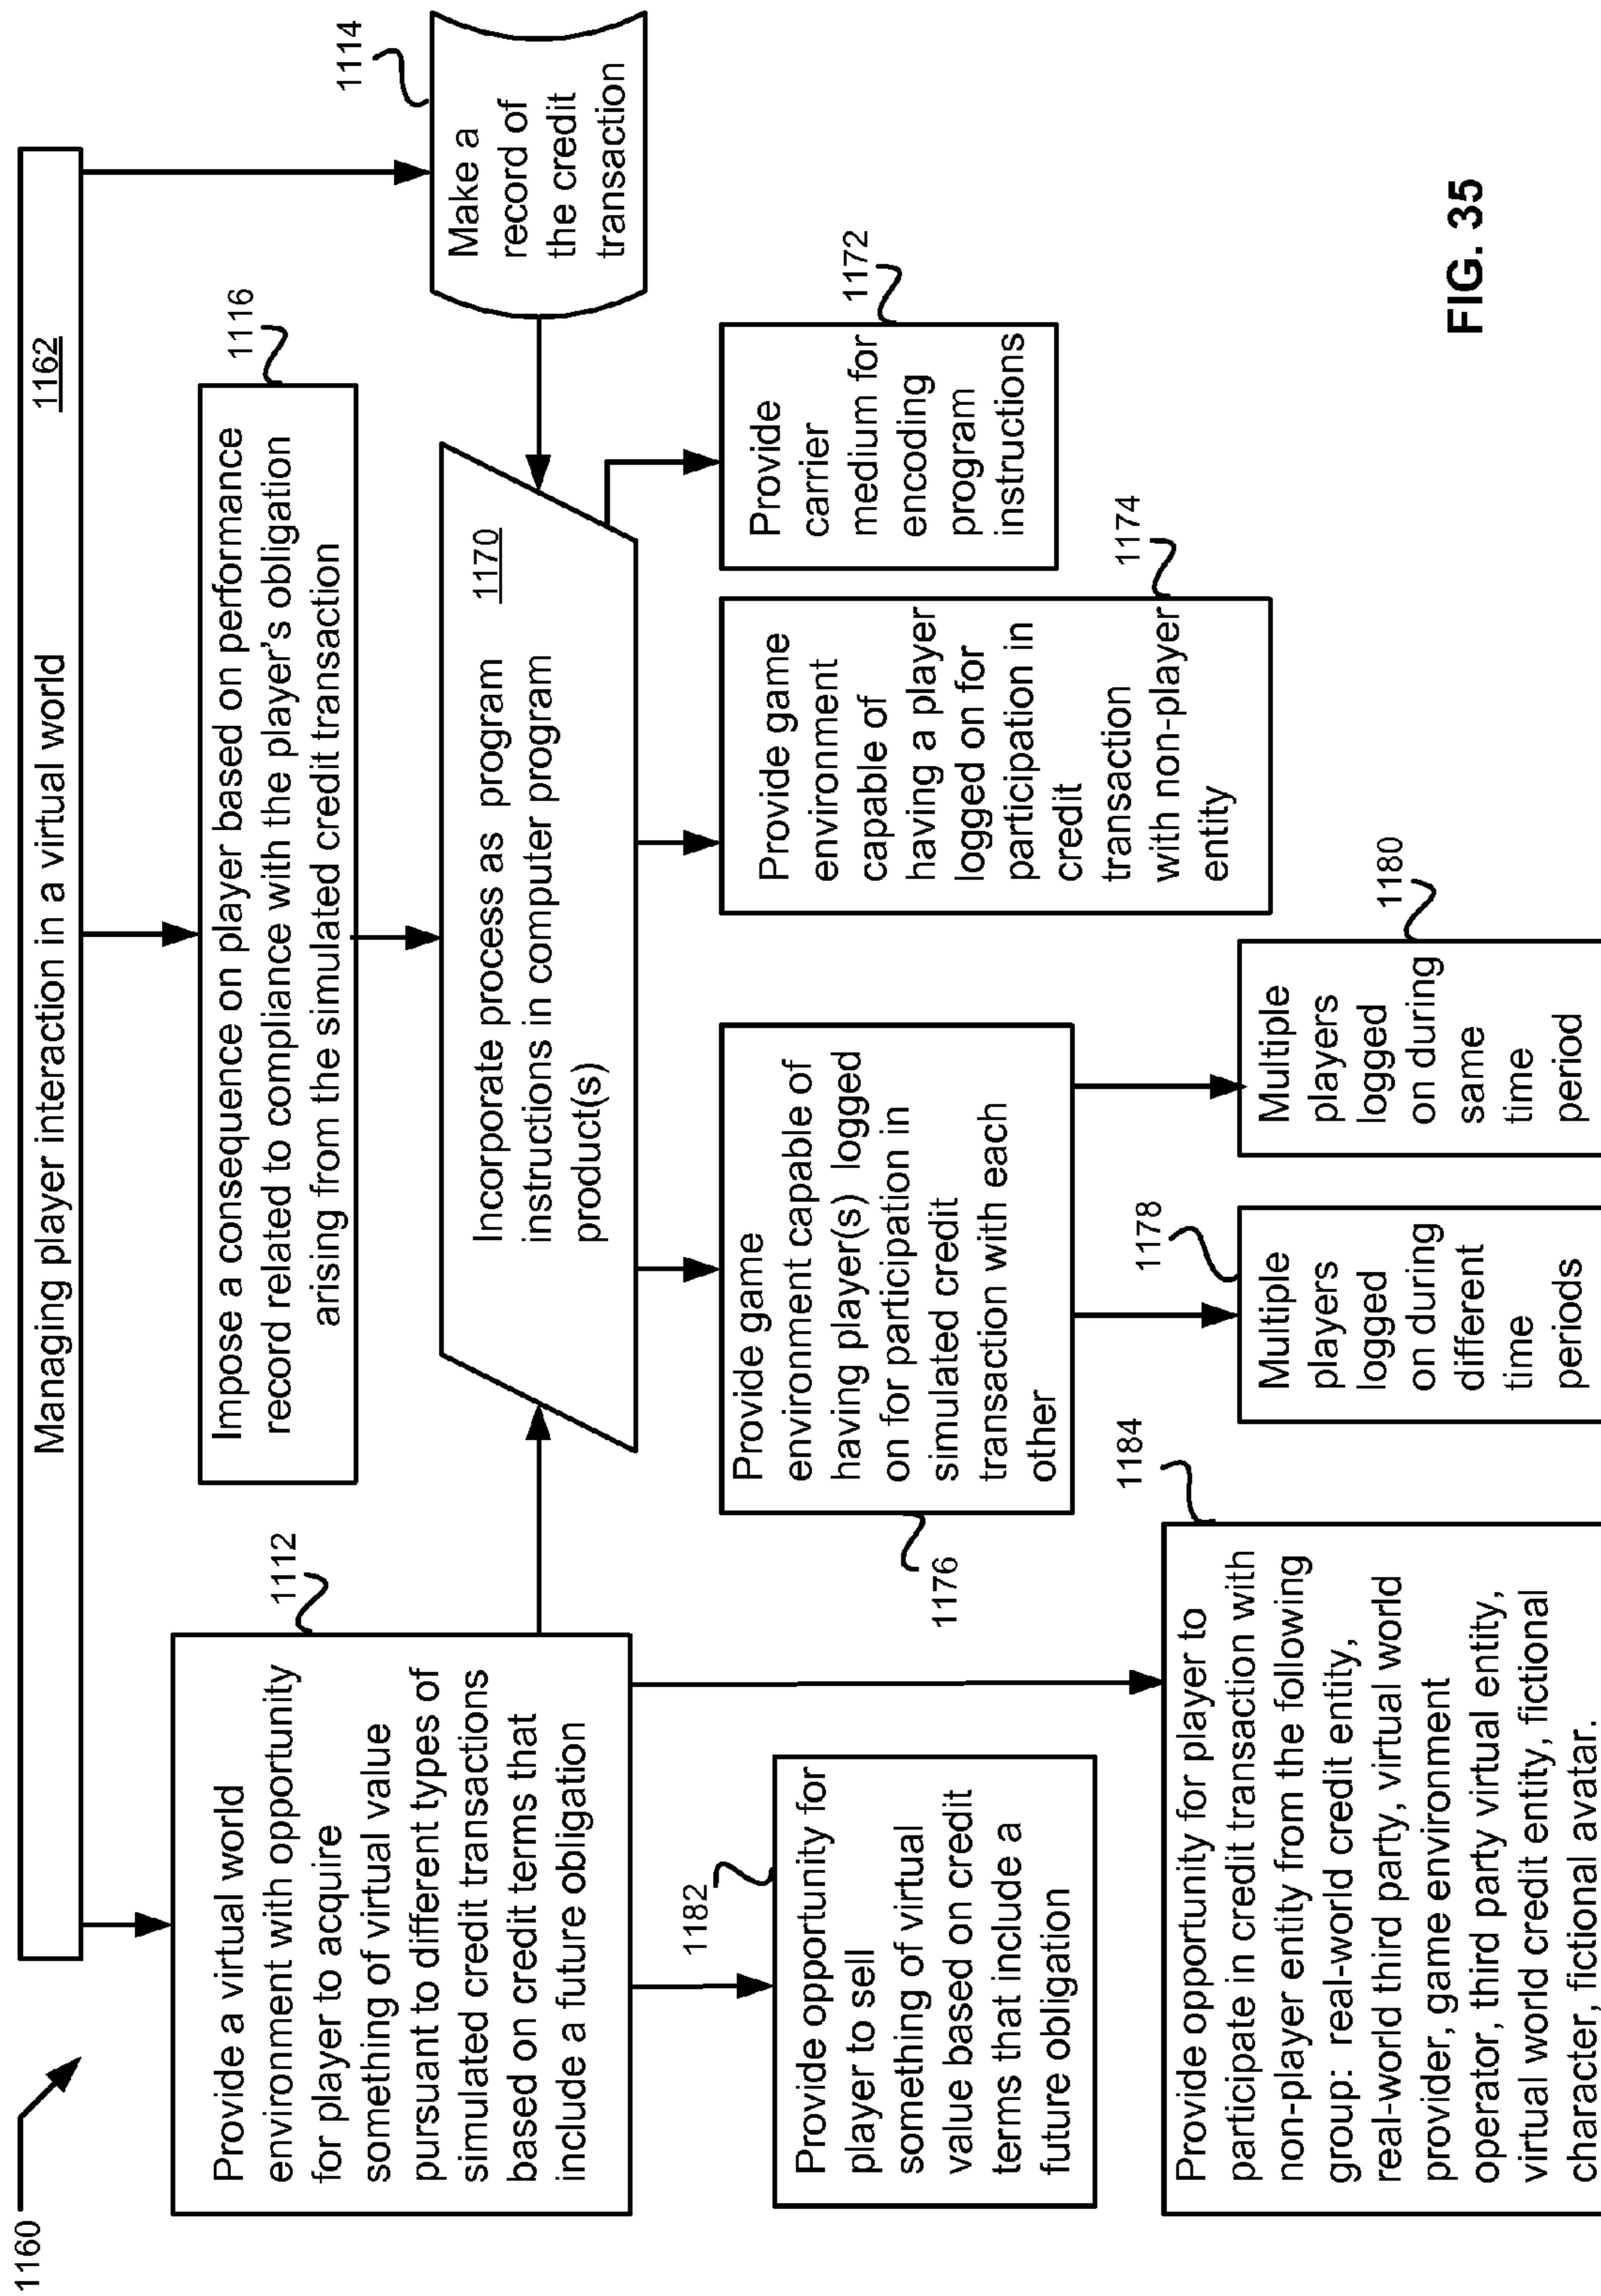 1160
Managing player interaction in a virtual world
1162
1112
Provide a virtual world
environment with opportunity
for player to acquire
something of virtual value
pursuant to different types of
simulated credit transactions
based on credit terms that
include a future obligation
1116
Impose a consequence on player based on performance
record related to compliance with the player's obligation
arising from the simulated credit transaction
1114
Make a
record of
the credit
transaction
Incorporate process as program
instructions in computer program
product(s)
1170
1182
Provide opportunity for
player to sell
something of virtual
value based on credit
terms that include a
future obligation
1176
Provide game
environment capable of
having player(s) logged
on for participation in
simulated credit
transaction with each
other
1174
Provide game
environment
capable of
having a player
logged on for
participation in
credit
transaction
with non-player
entity
1172
Provide
carrier
medium for
encoding
program
instructions
1184
Provide opportunity for player to
participate in credit transaction with
non-player entity from the following
group: real-world credit entity,
real-world third party, virtual world
provider, game environment
operator, third party virtual entity,
virtual world credit entity, fictional
character, fictional avatar.
1178
Multiple
players
logged
on during
different
time
periods
1180
Multiple
players
logged
on during
same
time
period
FIG. 35